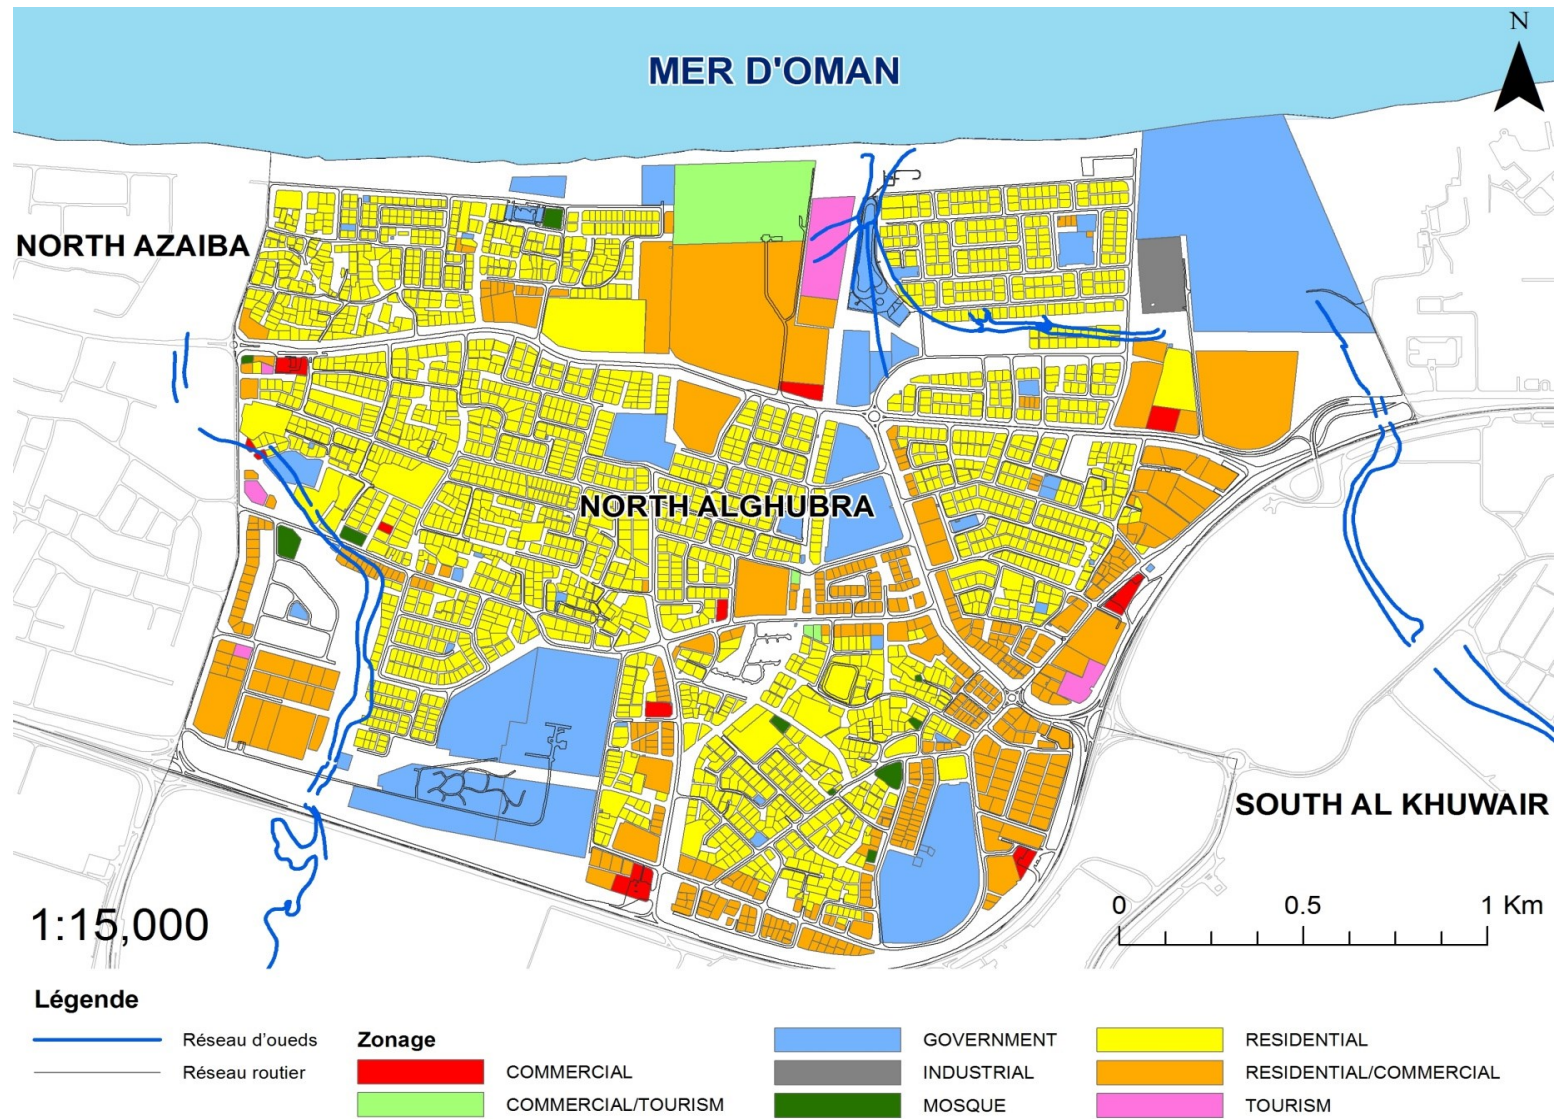 N
MER D'OMAN
NORTH AZAIBA
NORTH ALGHUBRA
SOUTH AL KHUWAIR
1:15,000
0 0.5 1 Km
Légende
Réseau d'oueds
Réseau routier
Zonage
COMMERCIAL
COMMERCIAL/TOURISM
GOVERNMENT
INDUSTRIAL
MOSQUE
RESIDENTIAL
RESIDENTIAL/COMMERCIAL
TOURISM